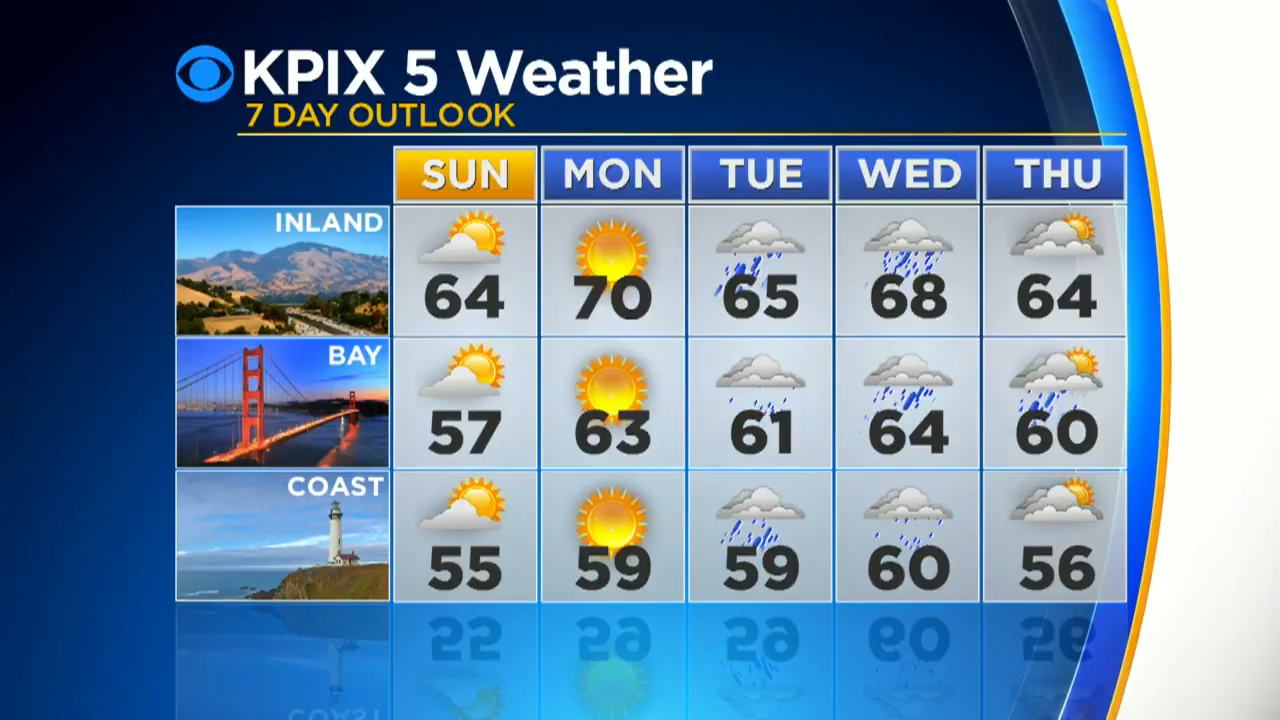 KPIX 5 Weather
7 DAY OUTLOOK
SUN MON TUE WED THU
INLAND
64 70 65 68 64
BAY
57 63 61 64 60
COAST
55 59 59 60 56